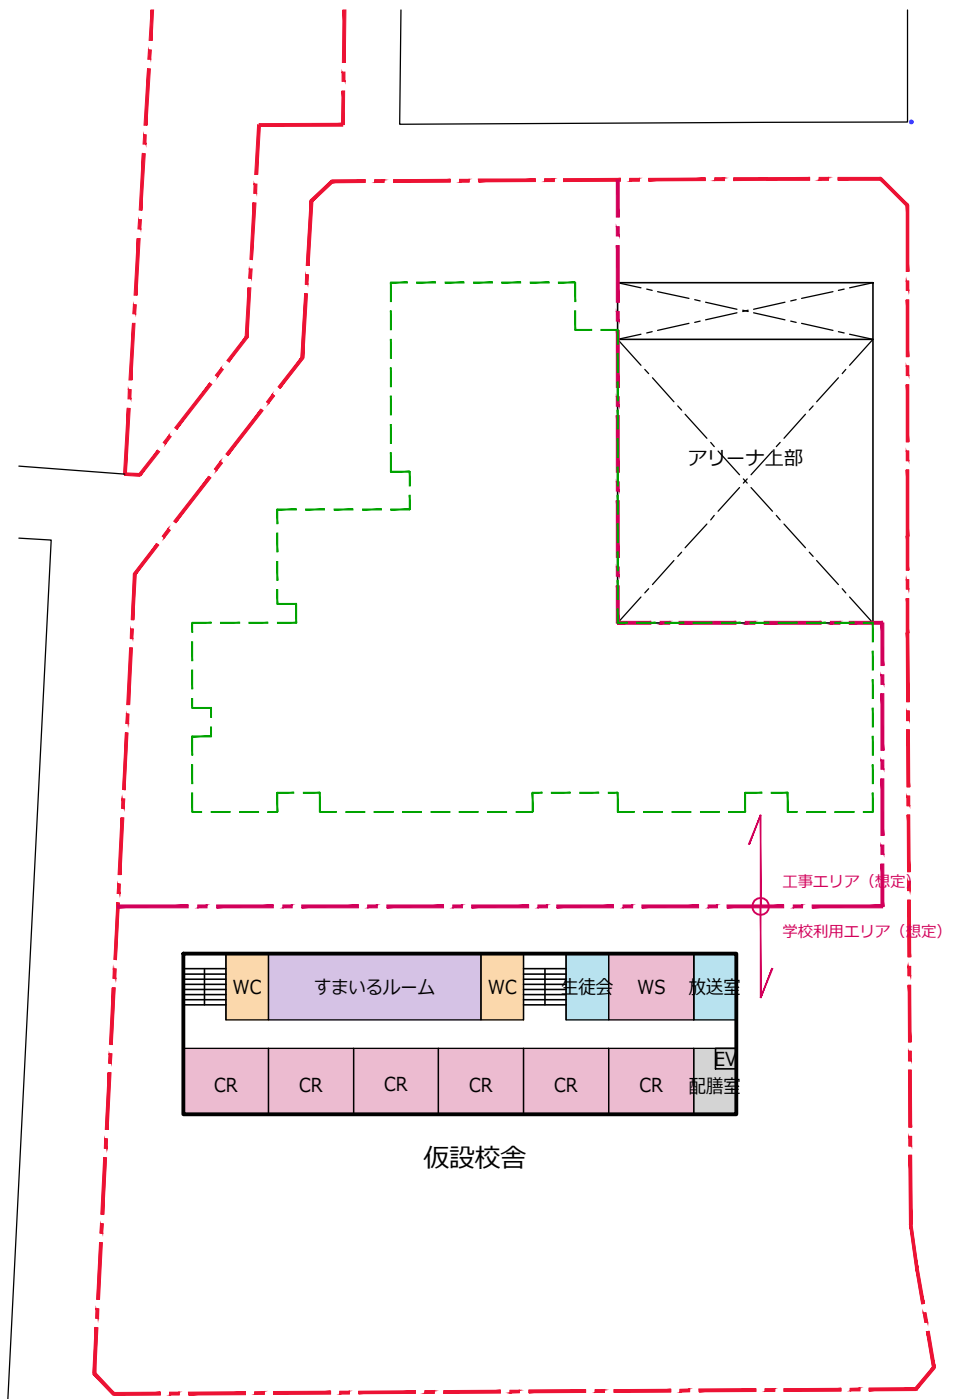 アリーナ上部
工事エリア（想定）
学校利用エリア（想定）
WC
すまいるルーム
WC
生徒会
WS
放送室
EV
CR
CR
CR
CR
CR
CR
配膳室
仮設校舎